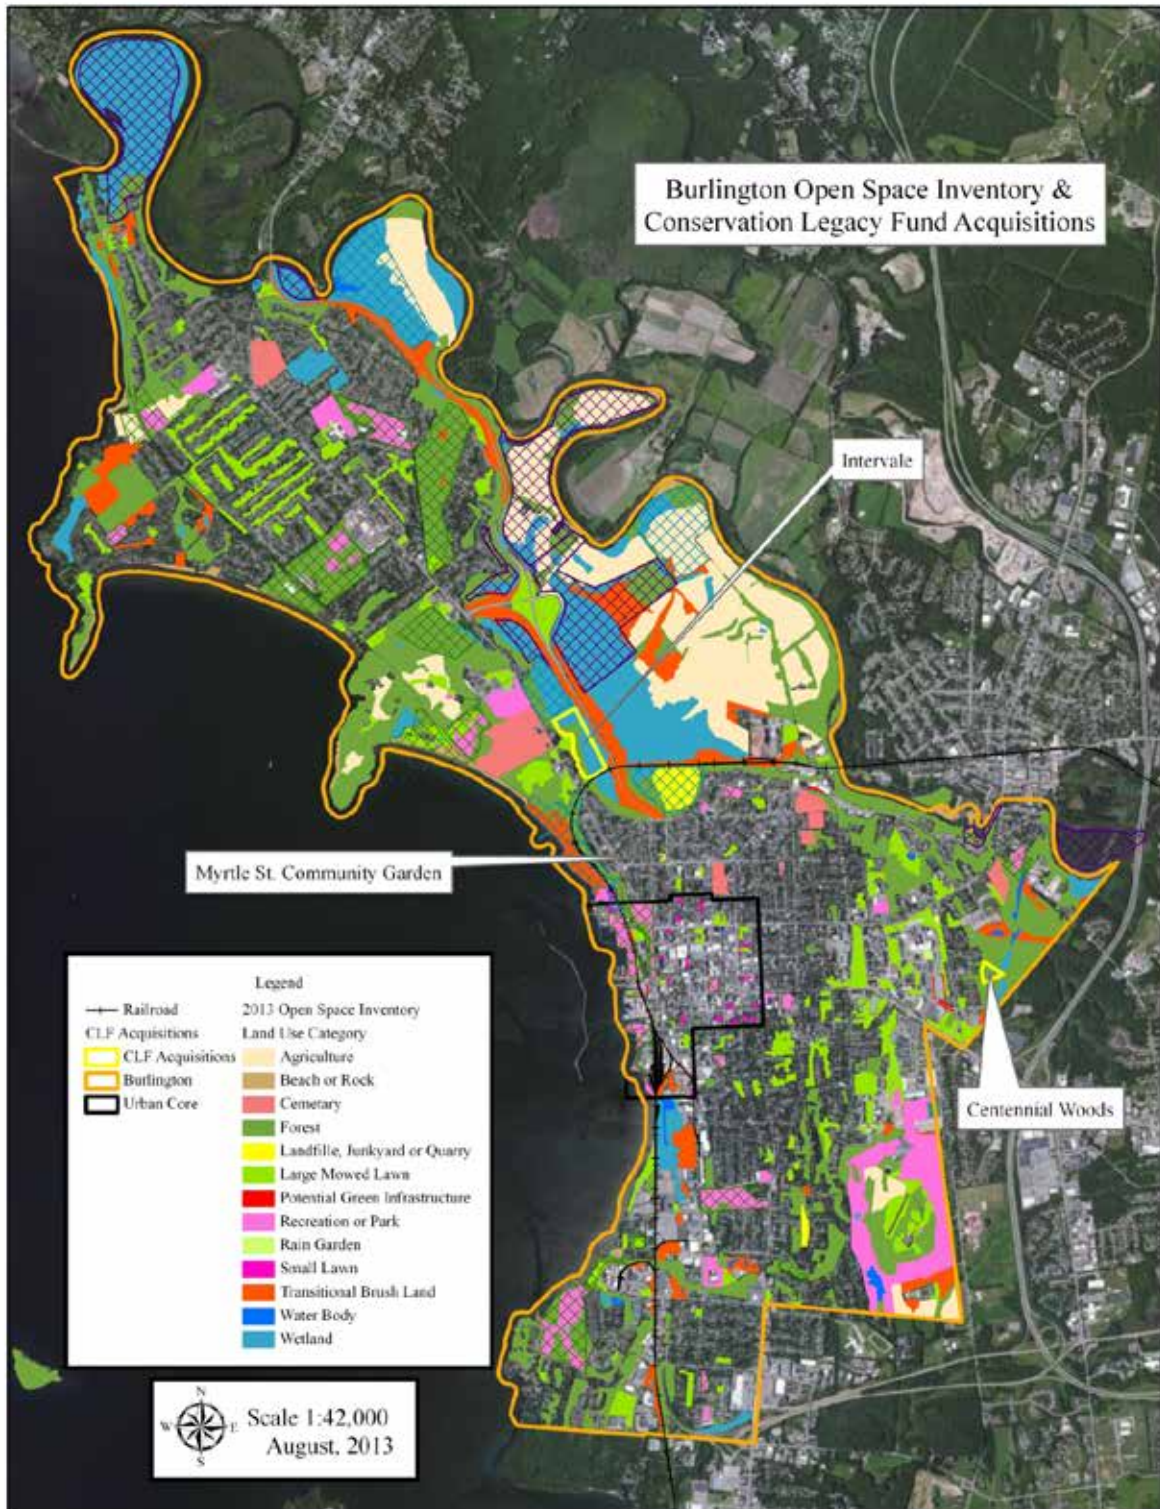 Burlington Open Space Inventory &
Conservation Legacy Fund Acquisitions
Intervale
Myrtle St. Community Garden
Centennial Woods
Legend
Railroad
CLF Acquisitions
CLF Acquisitions
Burlington
Urban Core
2013 Open Space Inventory
Land Use Category
Agriculture
Beach or Rock
Cemetary
Forest
Landfille, Junkyard or Quarry
Large Mowed Lawn
Potential Green Infrastructure
Recreation or Park
Rain Garden
Small Lawn
Transitional Brush Land
Water Body
Wetland
N
W
E
S
Scale 1:42,000
August, 2013